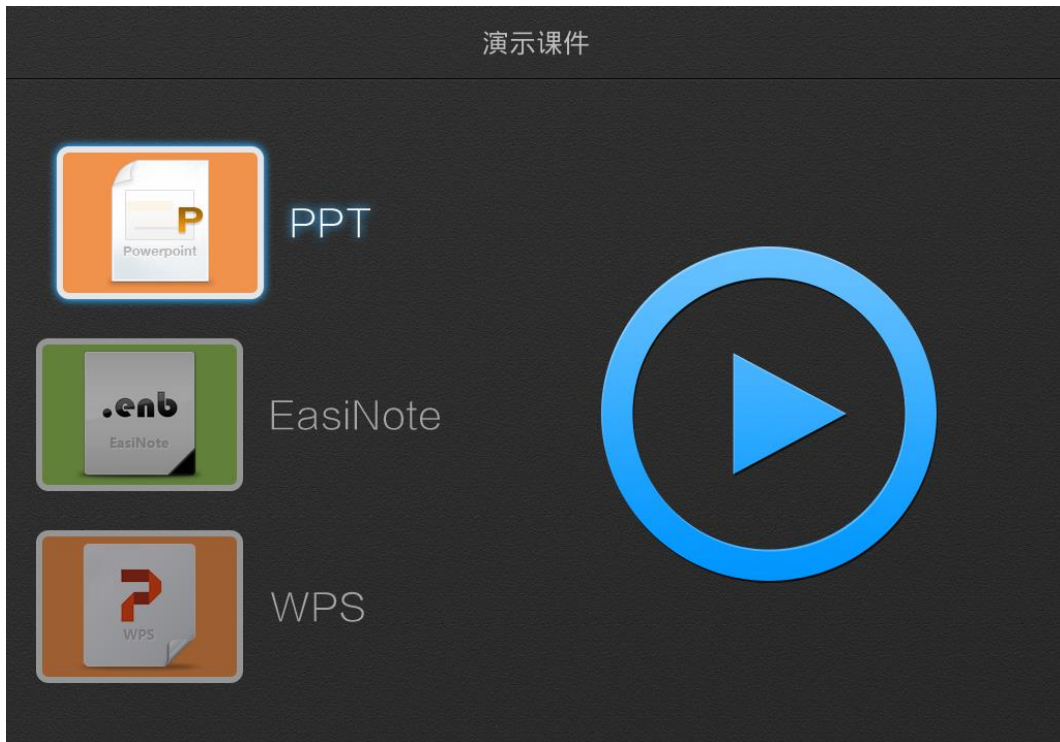 演示课件
P
Powerpoint
PPT
.enb
EasiNote
EasiNote
WPS
WPS